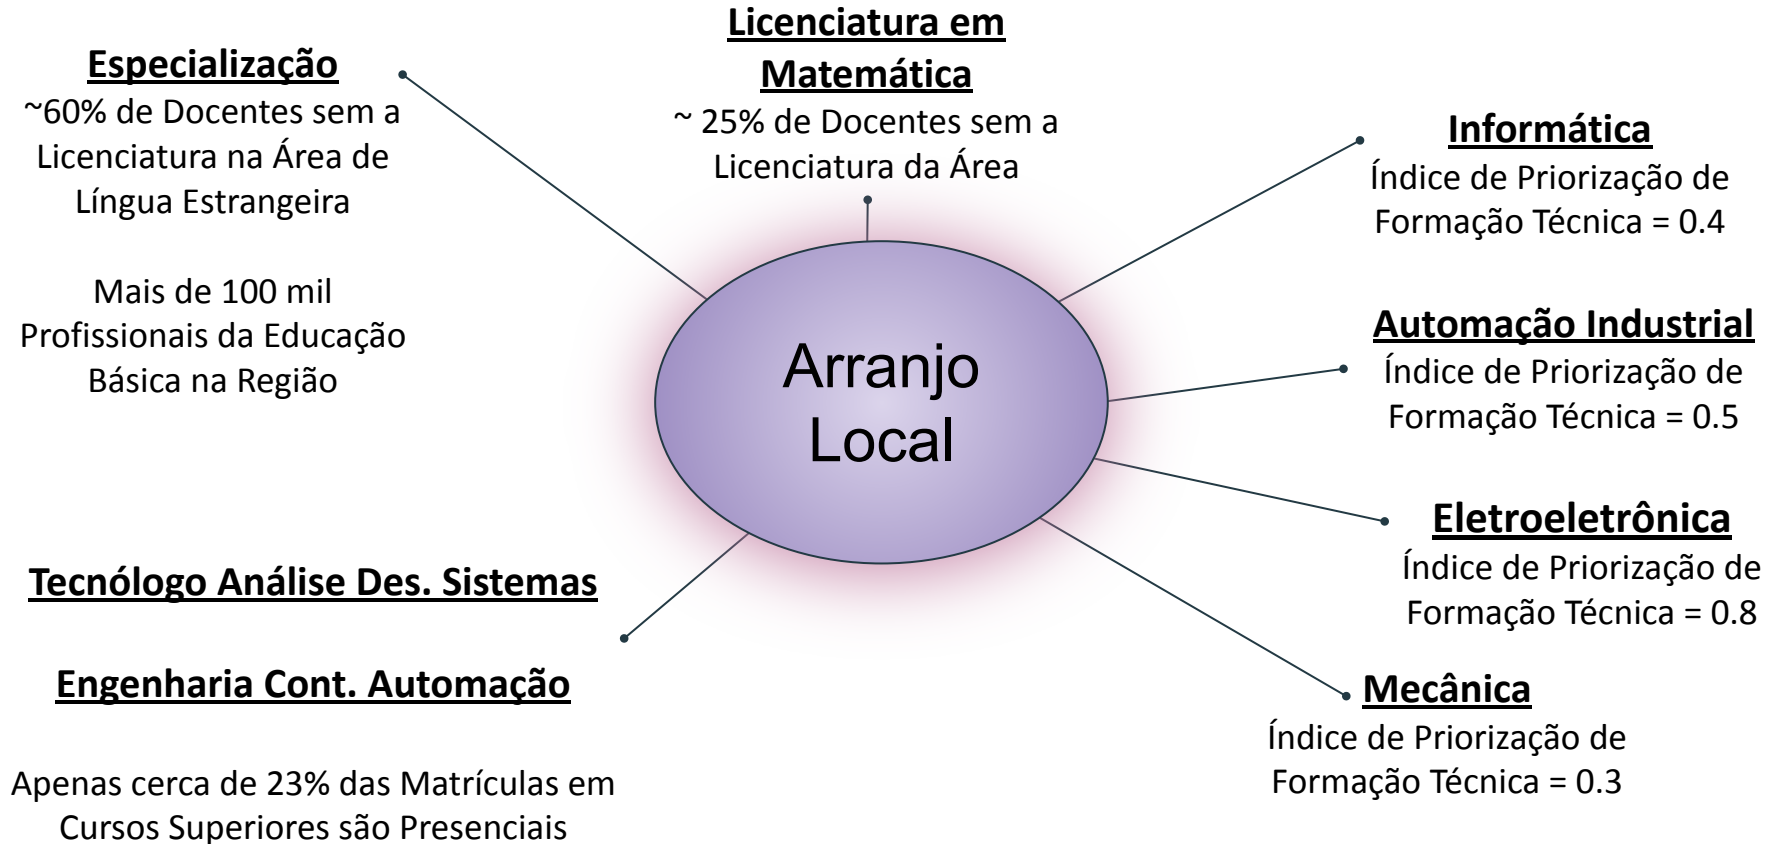 Especialização
~60% de Docentes sem a
Licenciatura na Área de
Língua Estrangeira
Mais de 100 mil
Profissionais da Educação
Básica na Região
Licenciatura em
Matemática
~ 25% de Docentes sem a
Licenciatura da Área
Informática
Índice de Priorização de
Formação Técnica = 0.4
Automação Industrial
Índice de Priorização de
Formação Técnica = 0.5
Arranjo
Local
Eletroeletrônica
Índice de Priorização de
Formação Técnica = 0.8
Mecânica
Índice de Priorização de
Formação Técnica = 0.3
Tecnólogo Análise Des. Sistemas
Engenharia Cont. Automação
Apenas cerca de 23% das Matrículas em
Cursos Superiores são Presenciais